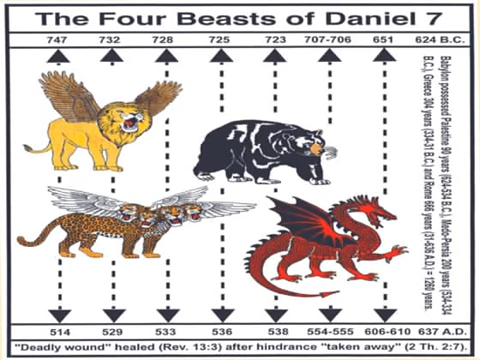 The Four Beasts of Daniel 7
747 732 728 725 723 707-706 651 624 B.C.
Babylon possessed Palestine 90 years (624-534 B.C.), Medo-Persia 200 years (534-334
B.C.), Greece 304 years (334-31 B.C.) and Rome 666 years (31-636 A.D.) = 1260 years.
514 529 533 536 538 554-555 606-610 637 A.D.
"Deadly wound" healed (Rev. 13:3) after hindrance "taken away" (2 Th. 2:7).